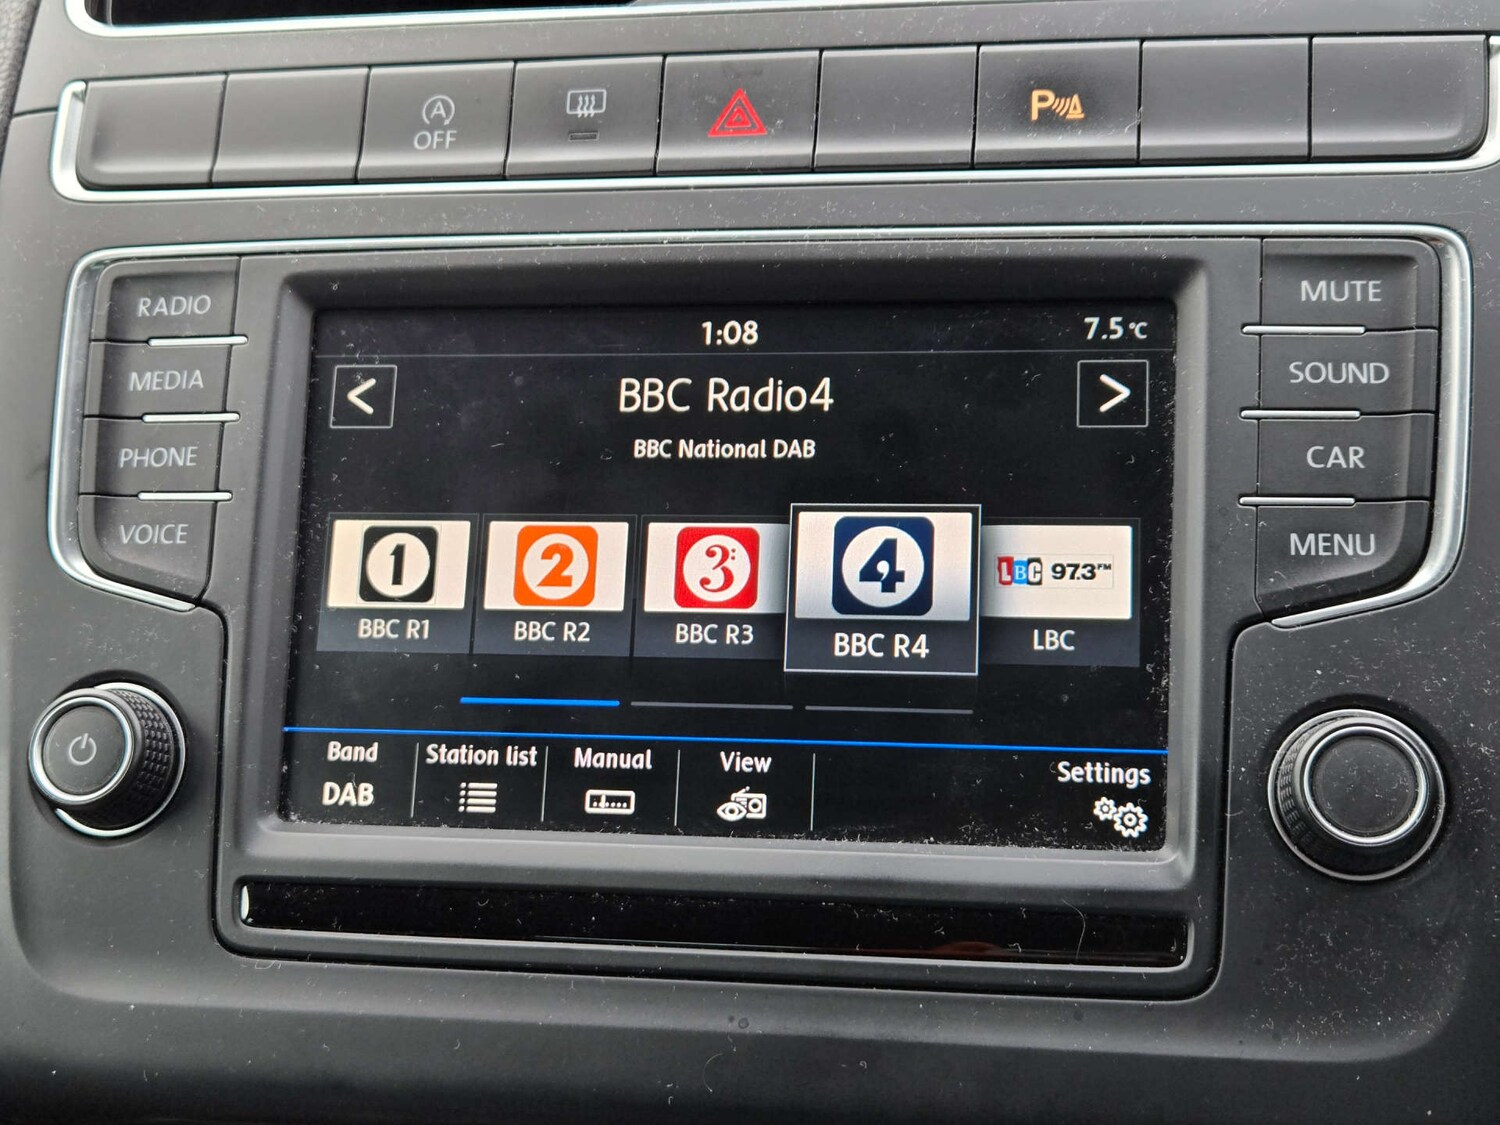 A
OFF
P
RADIO
MEDIA
PHONE
VOICE
1:08
7.5°C
<
BBC Radio4
>
BBC National DAB
1
2
3
4
LBC 97.3FM
BBC R1
BBC R2
BBC R3
BBC R4
LBC
Band
Station list
Manual
View
Settings
DAB
MUTE
SOUND
CAR
MENU